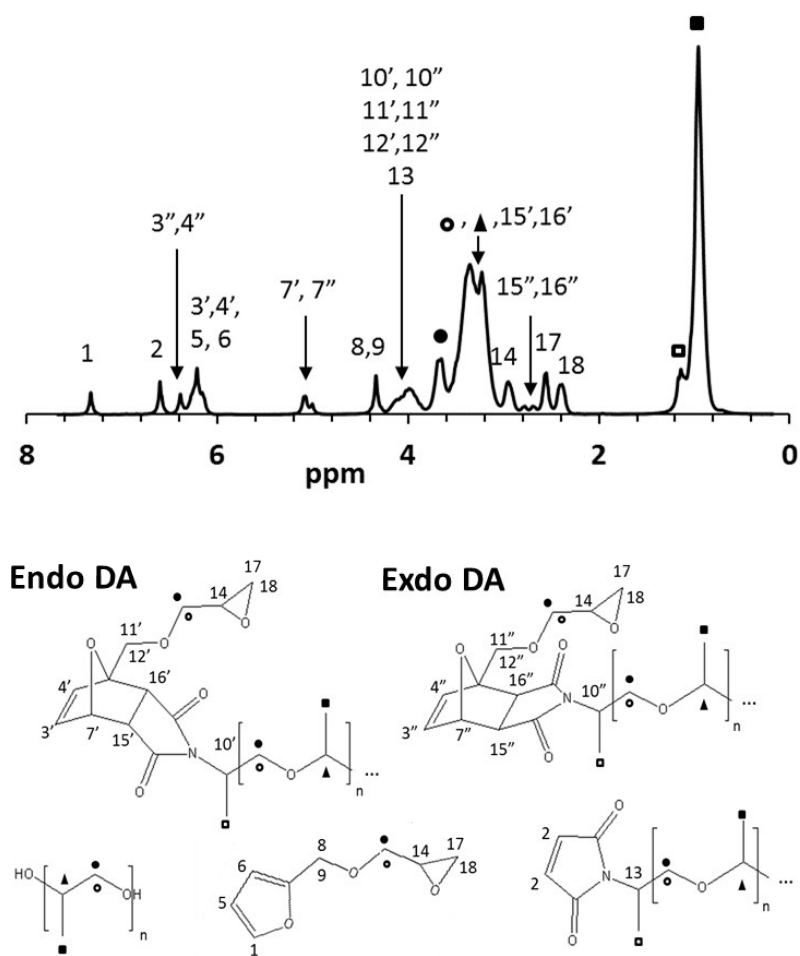 10’, 10”
11’,11”
12’,12”
13
3”,4”
, ,15’,16’
3’,4’,
5, 6
7’, 7”
15”,16”
1
2
8,9
14
17
18
8
6
4
2
0
ppm
Endo DA
Exdo DA
17
14
18
O
11’
O
12’
O
4’
16’
O
3’
7’
15’
N
10’
O
O
n
...
17
14
18
O
11”
O
12”
O
4”
16”
O
3”
7”
15”
N
10”
O
O
n
...
HO
OH
n
8
14
17
6
9
O
18
O
5
O
1
O
2
2
N
13
O
O
n
...